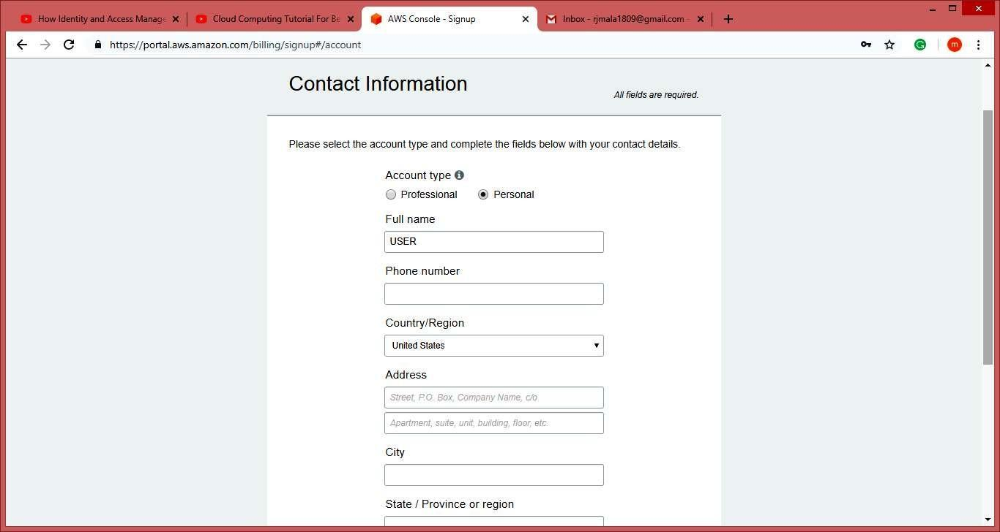 How Identity and Access Manage
Cloud Computing Tutorial For Be
AWS Console - Signup
Inbox - rjmala1809@gmail.com -
https://portal.aws.amazon.com/billing/signup#/account
m
Contact Information
All fields are required.
Please select the account type and complete the fields below with your contact details.
Account type
Professional
Personal
Full name
USER
Phone number
Country/Region
United States
Address
Street, P.O. Box, Company Name, c/o
Apartment, suite, unit, building, floor, etc.
City
State / Province or region